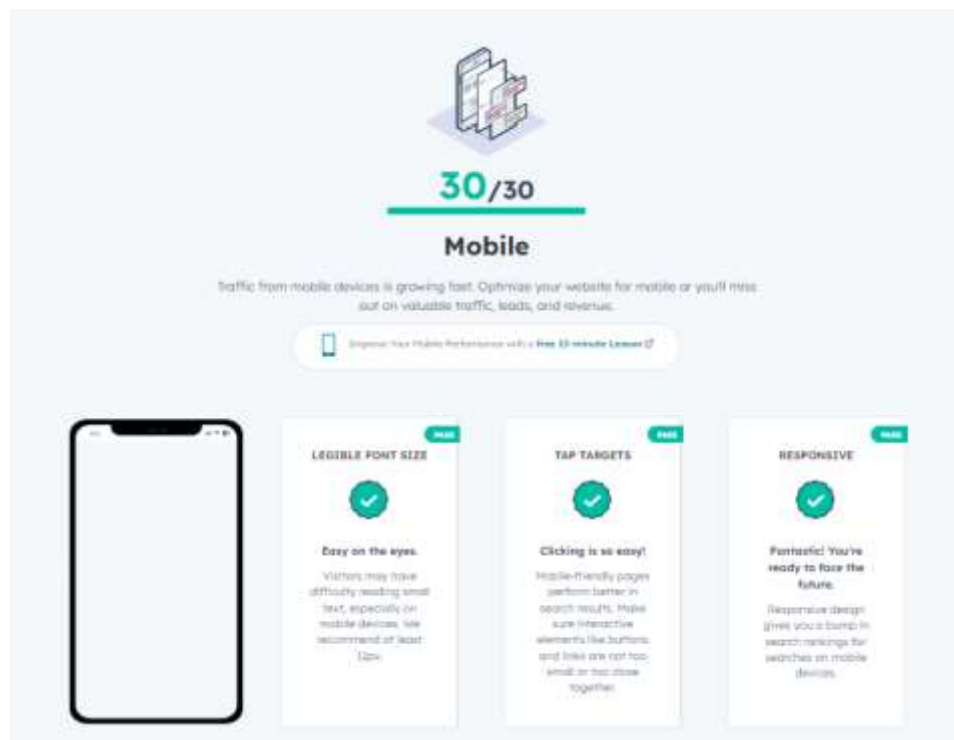 30/30
Mobile
Traffic from mobile devices is growing fast. Optimize your website for mobile or you'll miss
out on valuable traffic, leads, and revenue.
Improve Your Mobile Performance with a Free 15-minute Lesson
PASS
LEGIBLE FONT SIZE
Easy on the eyes.
Visitors may have
difficulty reading small
text, especially on
mobile devices. We
recommend at least
12px.
PASS
TAP TARGETS
Clicking is so easy!
Mobile-friendly pages
perform better in
search results. Make
sure interactive
elements like buttons
and links are not too
small or too close
together.
PASS
RESPONSIVE
Fantastic! You're
ready to face the
future.
Responsive design
gives you a bump in
search rankings for
searches on mobile
devices.